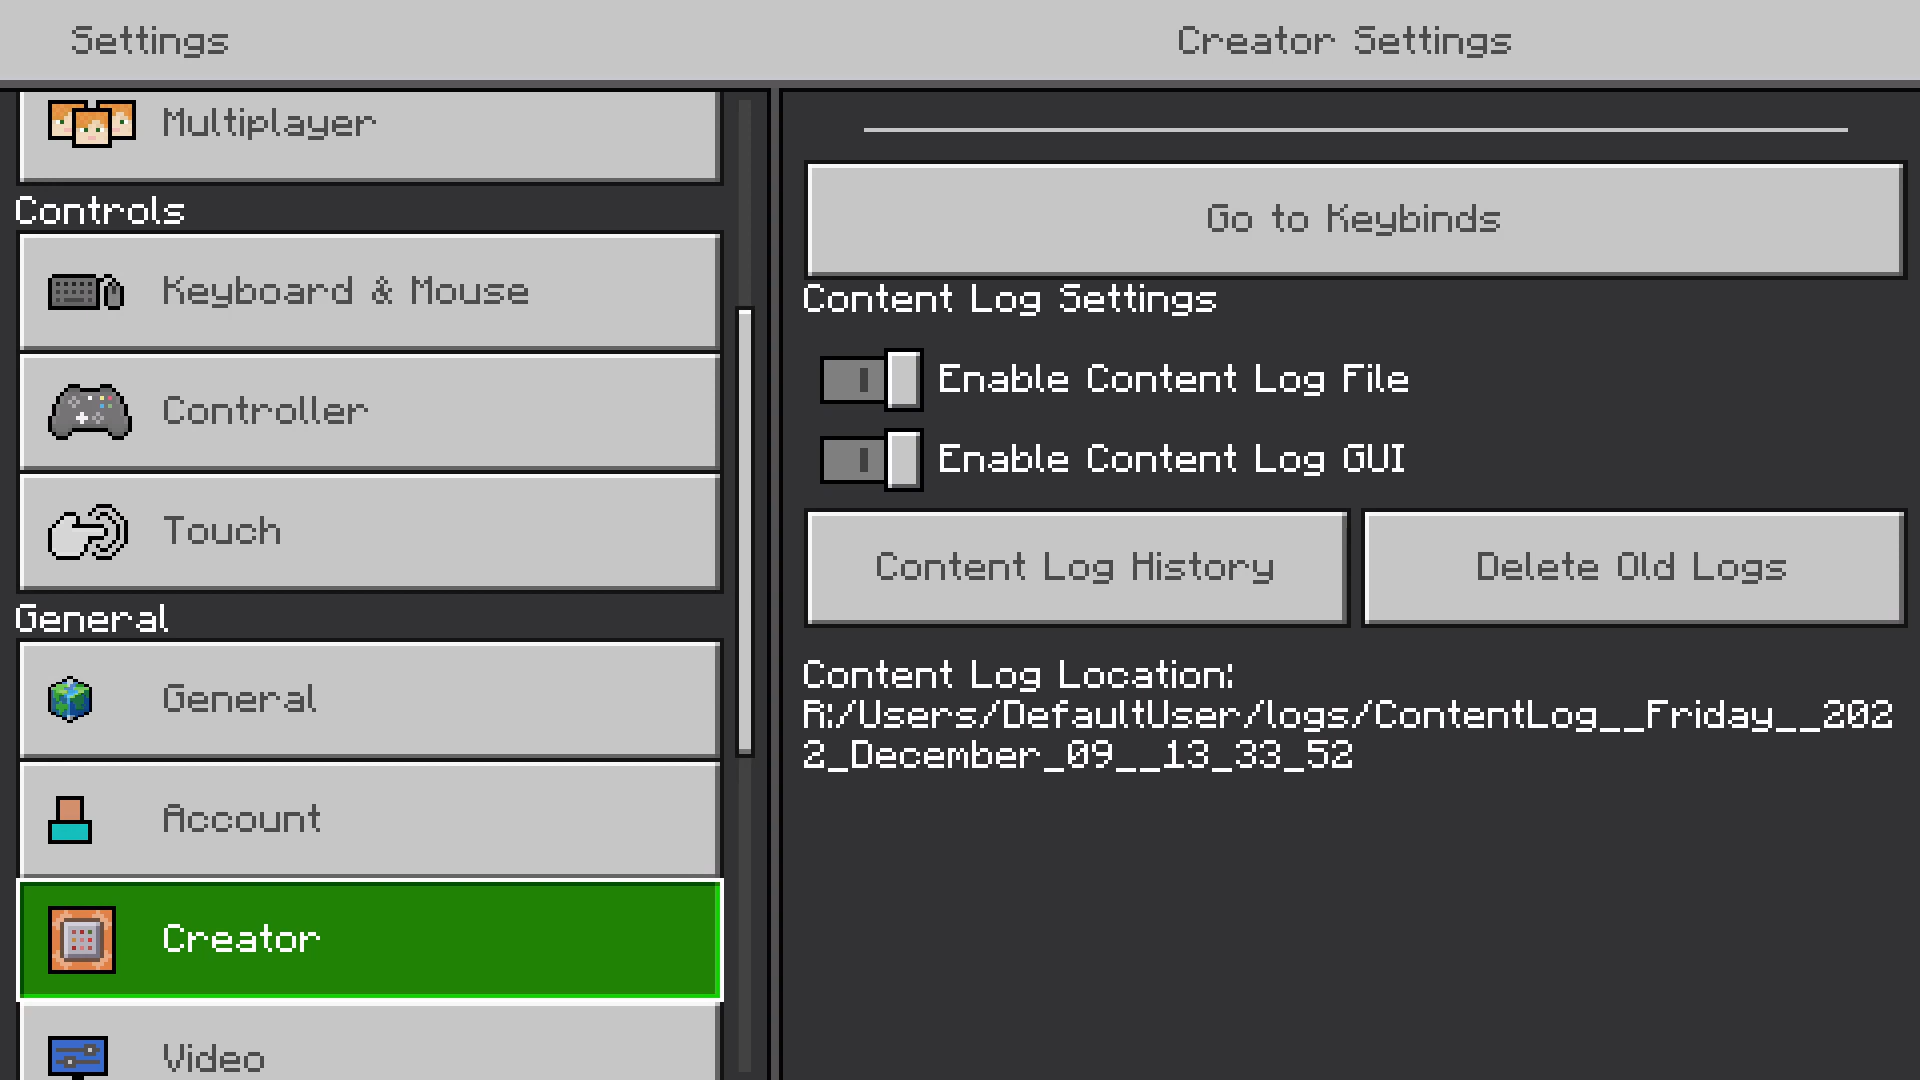 Settings
Creator Settings
Multiplayer
Controls
Keyboard & Mouse
Controller
Touch
General
General
Account
Creator
Video
Go to Keybinds
Content Log Settings
Enable Content Log File
Enable Content Log GUI
Content Log History
Delete Old Logs
Content Log Location:
R:/Users/DefaultUser/logs/ContentLog__Friday__202
2_December_09__13_33_52